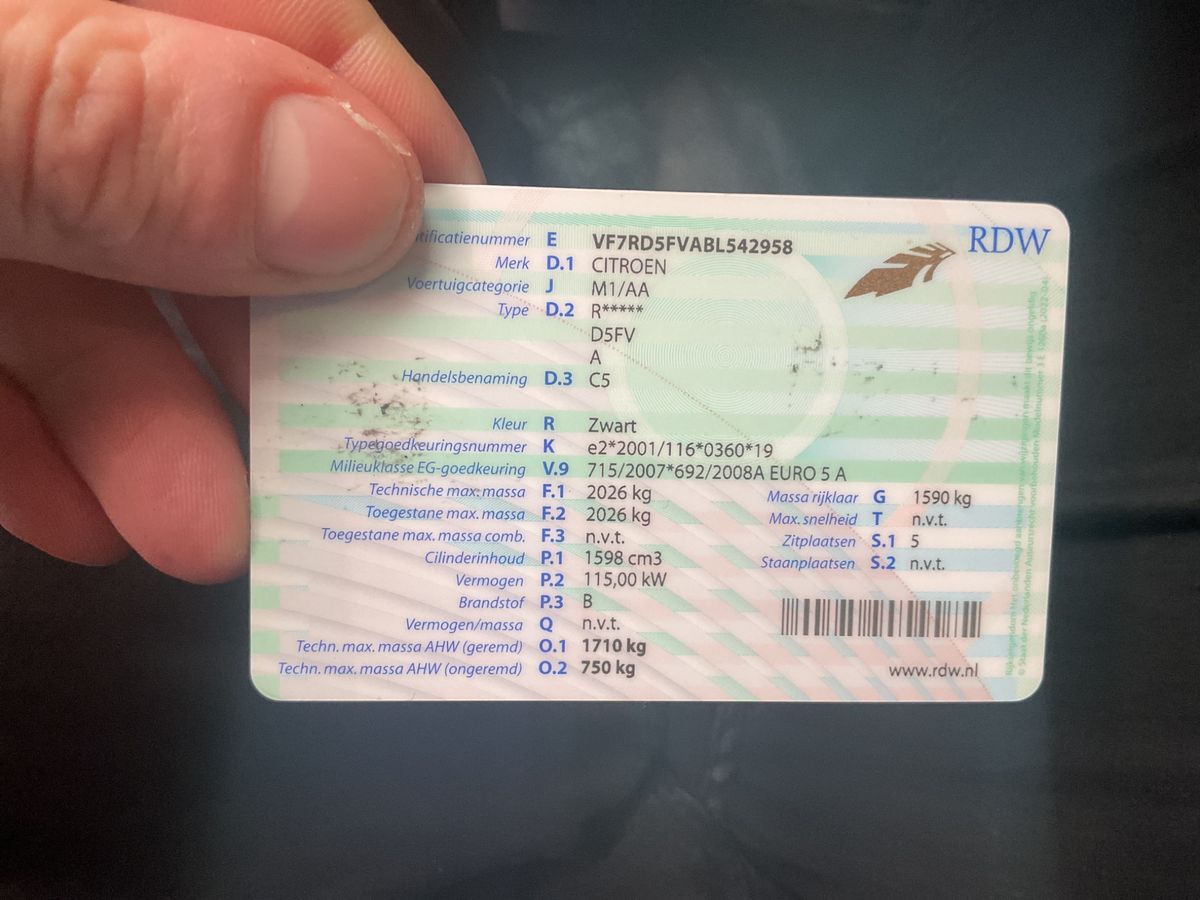 tificatienummer E VF7RD5FVABL542958
RDW
Merk D.1 CITROEN
Voertuigcategorie J M1/AA
Type D.2 R*****
D5FV
A
Handelsbenaming D.3 C5
Kleur R Zwart
Typegoedkeuringsnummer K e2*2001/116*0360*19
Milieuklasse EG-goedkeuring V.9 715/2007*692/2008A EURO 5 A
Technische max. massa F.1 2026 kg Massa rijklaar G 1590 kg
Toegestane max. massa F.2 2026 kg Max. snelheid T n.v.t.
Toegestane max. massa comb. F.3 n.v.t. Zitplaatsen S.1 5
Cilinderinhoud P.1 1598 cm3 Staanplaatsen S.2 n.v.t.
Vermogen P.2 115,00 kW
Brandstof P.3 B
Vermogen/massa Q n.v.t.
Techn. max. massa AHW (geremd) O.1 1710 kg
Techn. max. massa AHW (ongeremd) O.2 750 kg
www.rdw.nl